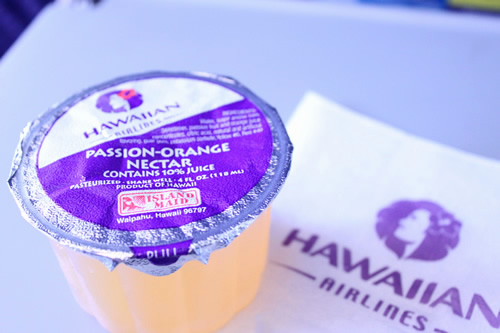 HAWAIIAN
AIRLINES
PASSION-ORANGE
NECTAR
CONTAINS 10% JUICE
PASTEURIZED - SHAKE WELL - 4 FL. OZ. (118 ML)
PRODUCT OF HAWAII
ISLAND
MAID
Waipahu, Hawaii 96797
PULL
HAWAIIAN
AIRLINES